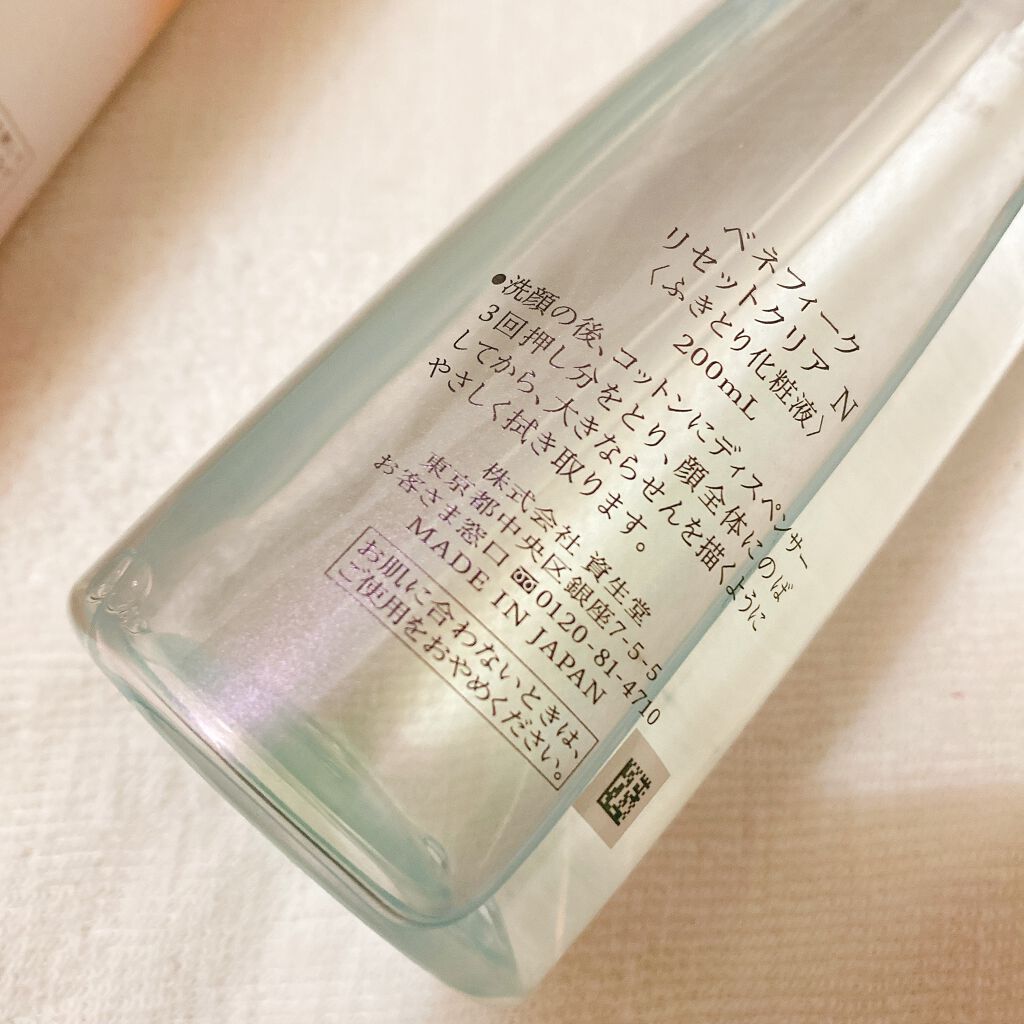 ベネフィーク
リセットクリア N
〈ふきとり化粧液〉
200mL
●洗顔の後、コットンにディスペンサー
3回押し分をとり、顔全体にのば
してから、大きならせんを描くように
やさしく拭き取ります。
株式会社 資生堂
東京都中央区銀座7-5-5
お客さま窓口 0120-81-4710
MADE IN JAPAN
お肌に合わないときは、
ご使用をおやめください。